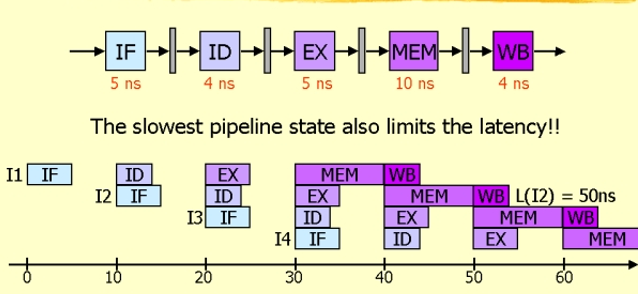 IF ID EX MEM WB
5 ns 4 ns 5 ns 10 ns 4 ns
The slowest pipeline state also limits the latency!!
I1 IF ID EX MEM WB
I2 IF ID EX MEM WB L(I2) = 50ns
I3 IF ID EX MEM WB
I4 IF ID EX MEM
0 10 20 30 40 50 60